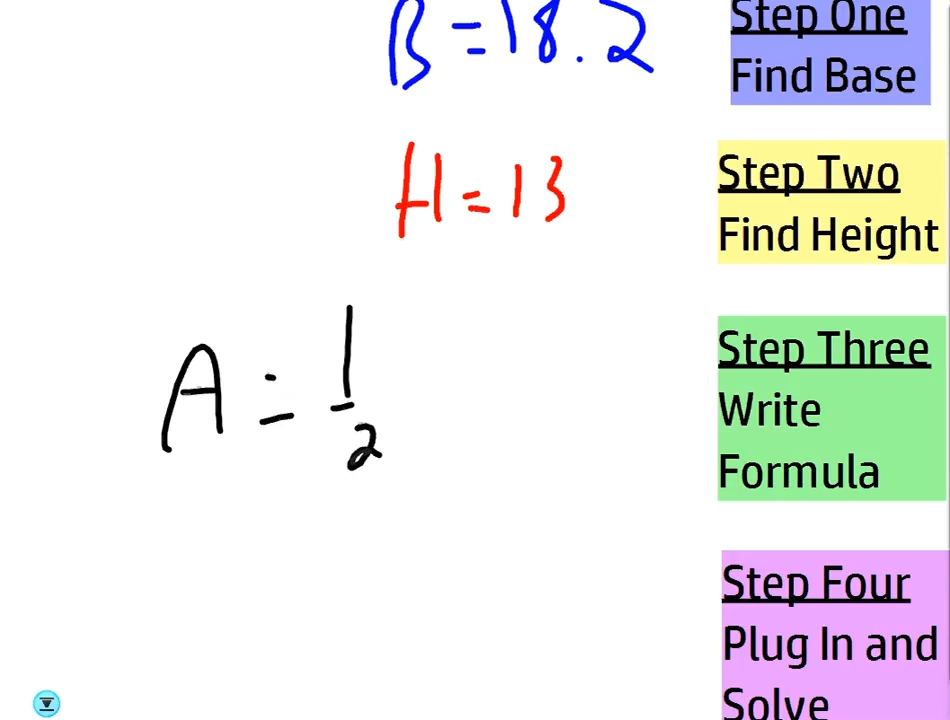 B = 18.2
H = 13
A = 1/2
Step One
Find Base
Step Two
Find Height
Step Three
Write
Formula
Step Four
Plug In and
Solve